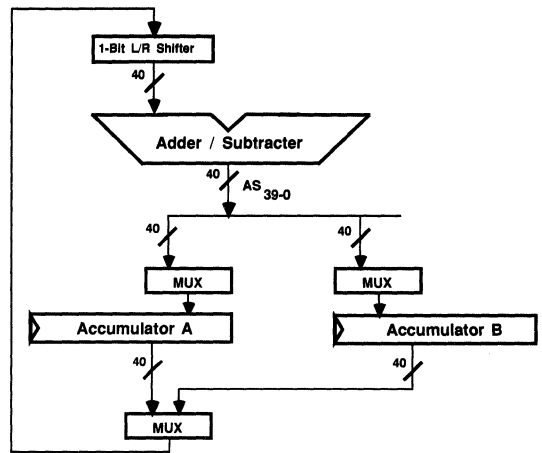 1-Bit L/R Shifter
40
Adder / Subtracter
40
AS 39-0
40
40
MUX
MUX
Accumulator A
Accumulator B
40
40
MUX